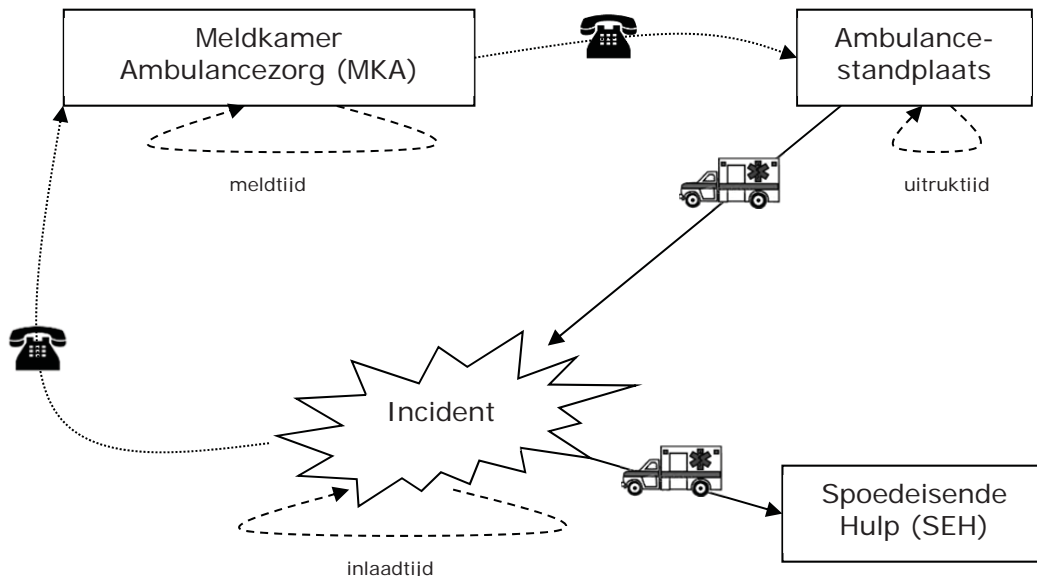 Meldkamer
Ambulancezorg (MKA)
Ambulance-
standplaats
meldtijd
uitruktijd
Incident
Spoedeisende
Hulp (SEH)
inlaadtijd